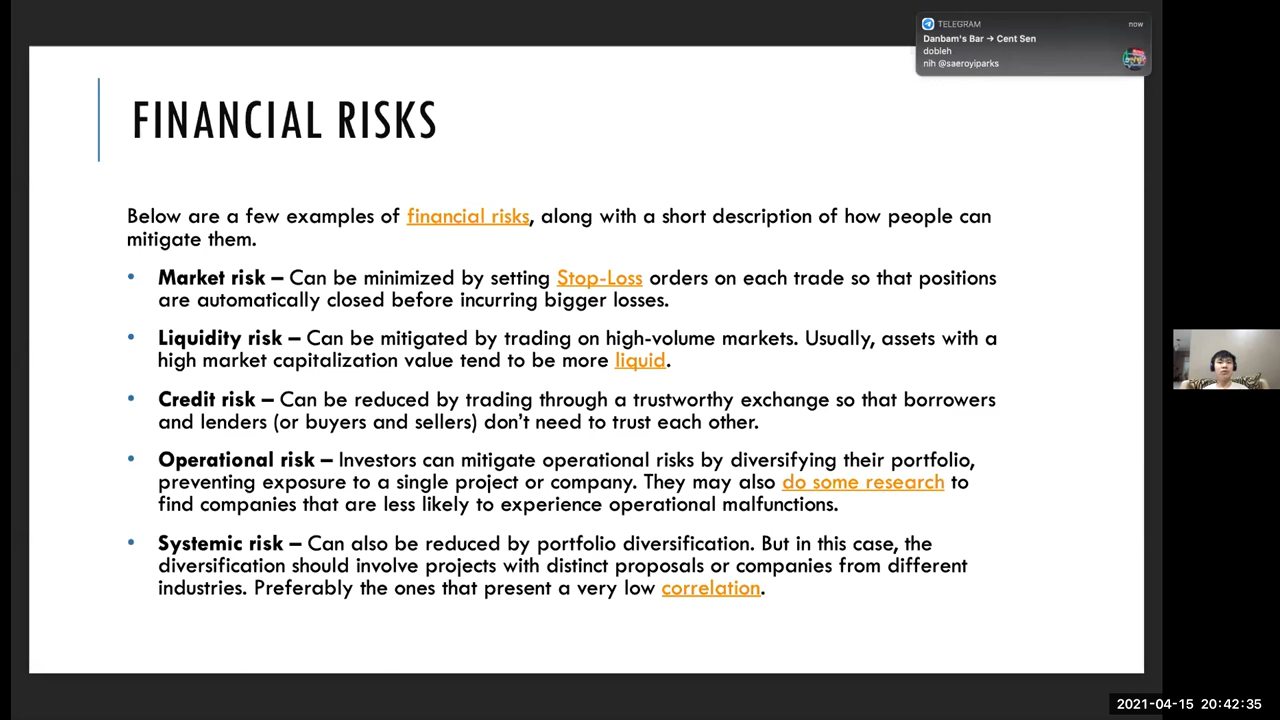 TELEGRAM
now
Danbam's Bar → Cent Sen
dobleh
nih @saeroyiparks
FINANCIAL RISKS
Below are a few examples of financial risks, along with a short description of how people can
mitigate them.
• Market risk – Can be minimized by setting Stop-Loss orders on each trade so that positions
are automatically closed before incurring bigger losses.
• Liquidity risk – Can be mitigated by trading on high-volume markets. Usually, assets with a
high market capitalization value tend to be more liquid.
• Credit risk – Can be reduced by trading through a trustworthy exchange so that borrowers
and lenders (or buyers and sellers) don't need to trust each other.
• Operational risk – Investors can mitigate operational risks by diversifying their portfolio,
preventing exposure to a single project or company. They may also do some research to
find companies that are less likely to experience operational malfunctions.
• Systemic risk – Can also be reduced by portfolio diversification. But in this case, the
diversification should involve projects with distinct proposals or companies from different
industries. Preferably the ones that present a very low correlation.
2021-04-15 20:42:35